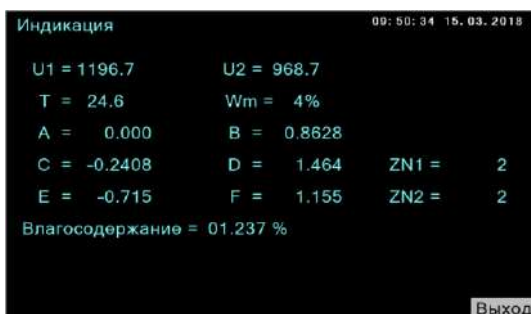 Индикация 09:50:34 15.03.2018
U1 = 1196.7 U2 = 968.7
T = 24.6 Wm = 4%
A = 0.000 B = 0.8628
C = -0.2408 D = 1.464 ZN1 = 2
E = -0.715 F = 1.155 ZN2 = 2
Влагосодержание = 01.237 %
Выход